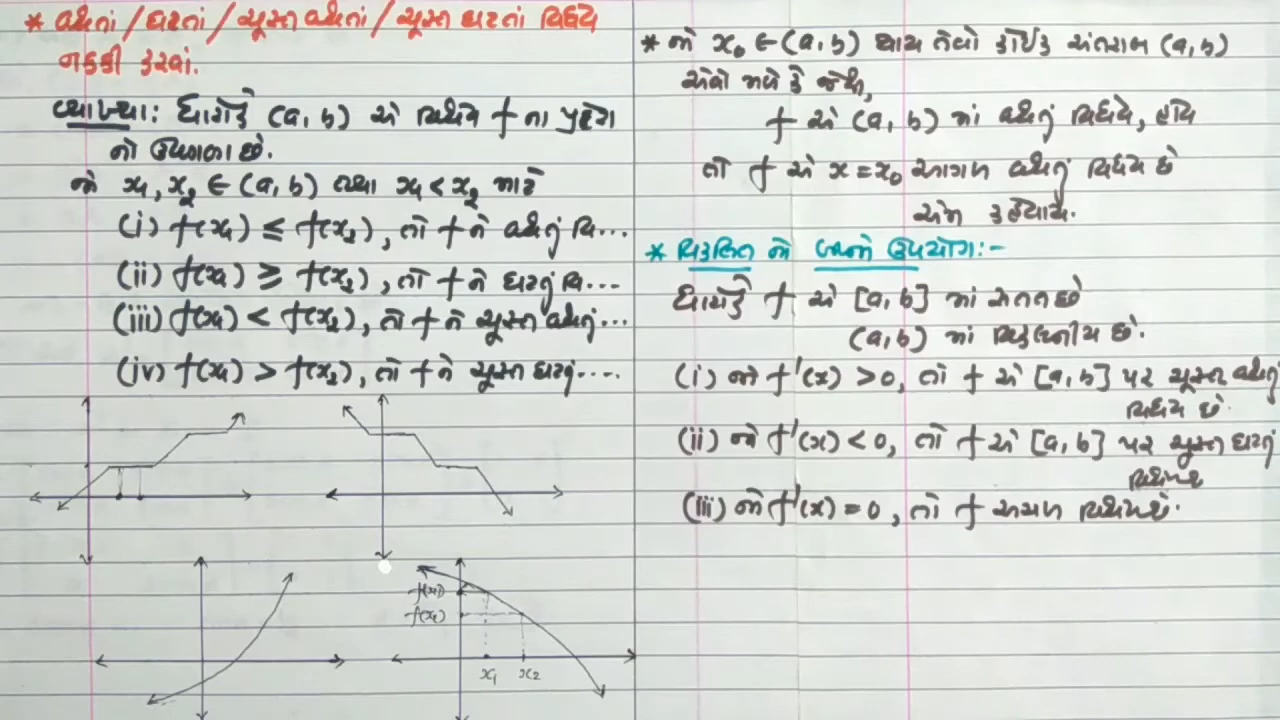 * વધતાં / ઘટતાં / ચુસ્ત વધતાં / ચુસ્ત ઘટતાં વિધેય
નક્કી કરવાં.
વ્યાખ્યા: ધારોકે (a, b) એ વિધેય f ના પ્રદેશ
નો ઉપગણ છે.
જો x₁, x₂ ∈ (a, b) તથા x₁ < x₂ માટે
(i) f(x₁) ≤ f(x₂), તો f ને વધતું વિ...
(ii) f(x₁) ≥ f(x₂), તો f ને ઘટતું વિ...
(iii) f(x₁) < f(x₂), તો f ને ચુસ્ત વધતું...
(iv) f(x₁) > f(x₂), તો f ને ચુસ્ત ઘટતું....
f(x₁)
f(x₂)
x₁ x₂
* જો x₀ ∈ (a, b) થાય તેવો કોઈક અંતરાલ (a, b)
એવો મળે કે જેથી,
f એ (a, b) માં વધતું વિધેય, હોય
તો f એ x = x₀ આગળ વધતું વિધેય છે
એમ કહેવાય.
* વિકલિત નો ઉપયોગ:-
ધારોકે f એ [a, b] માં સતત છે
(a, b) માં વિકલનીય છે.
(i) જો f'(x) > 0, તો f એ [a, b] પર ચુસ્ત વધતું
વિધેય છે.
(ii) જો f'(x) < 0, તો f એ [a, b] પર ચુસ્ત ઘટતું
વિધેય
(iii) જો f'(x) = 0, તો f અચળ વિધેય છે.